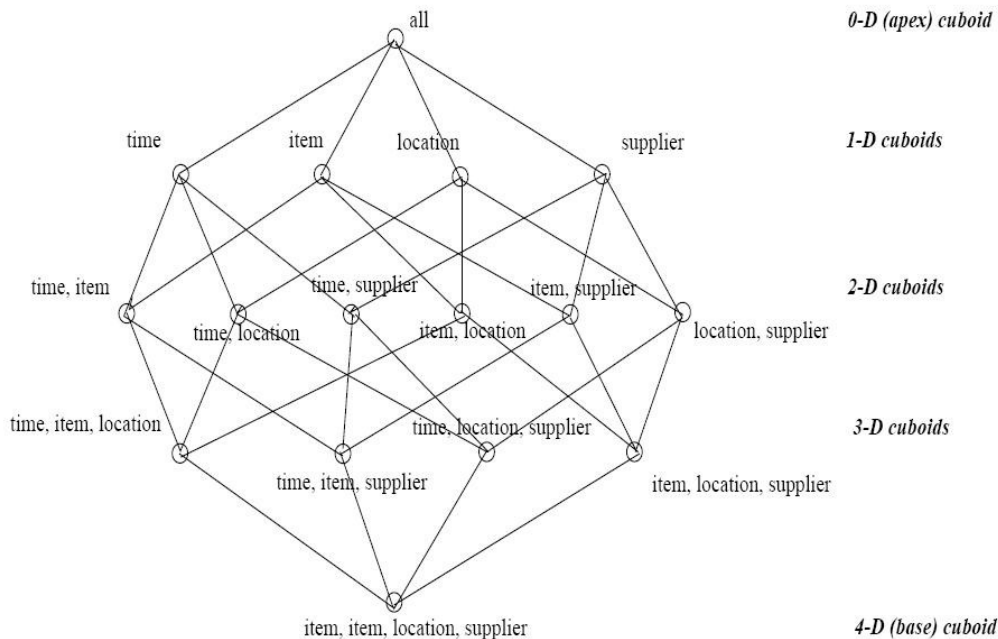 all
0-D (apex) cuboid
time
item
location
supplier
1-D cuboids
time, item
time, supplier
item, supplier
2-D cuboids
time, location
item, location
location, supplier
time, item, location
time, location, supplier
3-D cuboids
time, item, supplier
item, location, supplier
item, item, location, supplier
4-D (base) cuboid